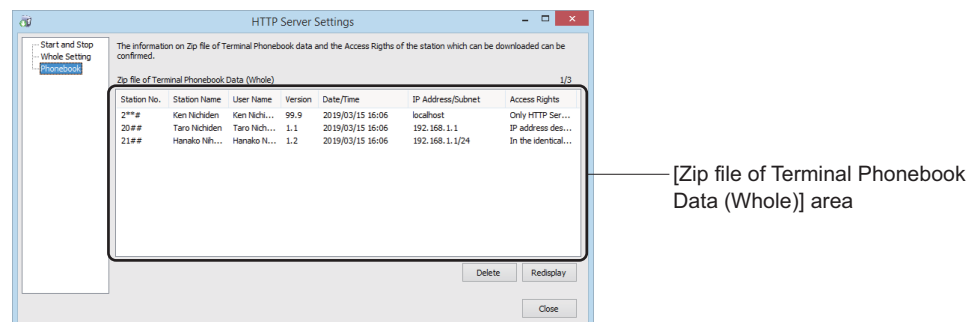 HTTP Server Settings
Start and Stop
Whole Setting
Phonebook
The information on Zip file of Terminal Phonebook data and the Access Rigths of the station which can be downloaded can be
confirmed.
Zip file of Terminal Phonebook Data (Whole) 1/3
Station No. Station Name User Name Version Date/Time IP Address/Subnet Access Rights
2**# Ken Nichiden Ken Nichi... 99.9 2019/03/15 16:06 localhost Only HTTP Ser...
20## Taro Nichiden Taro Nich... 1.1 2019/03/15 16:06 192.168.1.1 IP address des...
21## Hanako Nih... Hanako N... 1.2 2019/03/15 16:06 192.168.1.1/24 In the identical...
[Zip file of Terminal Phonebook
Data (Whole)] area
Delete Redisplay
Close